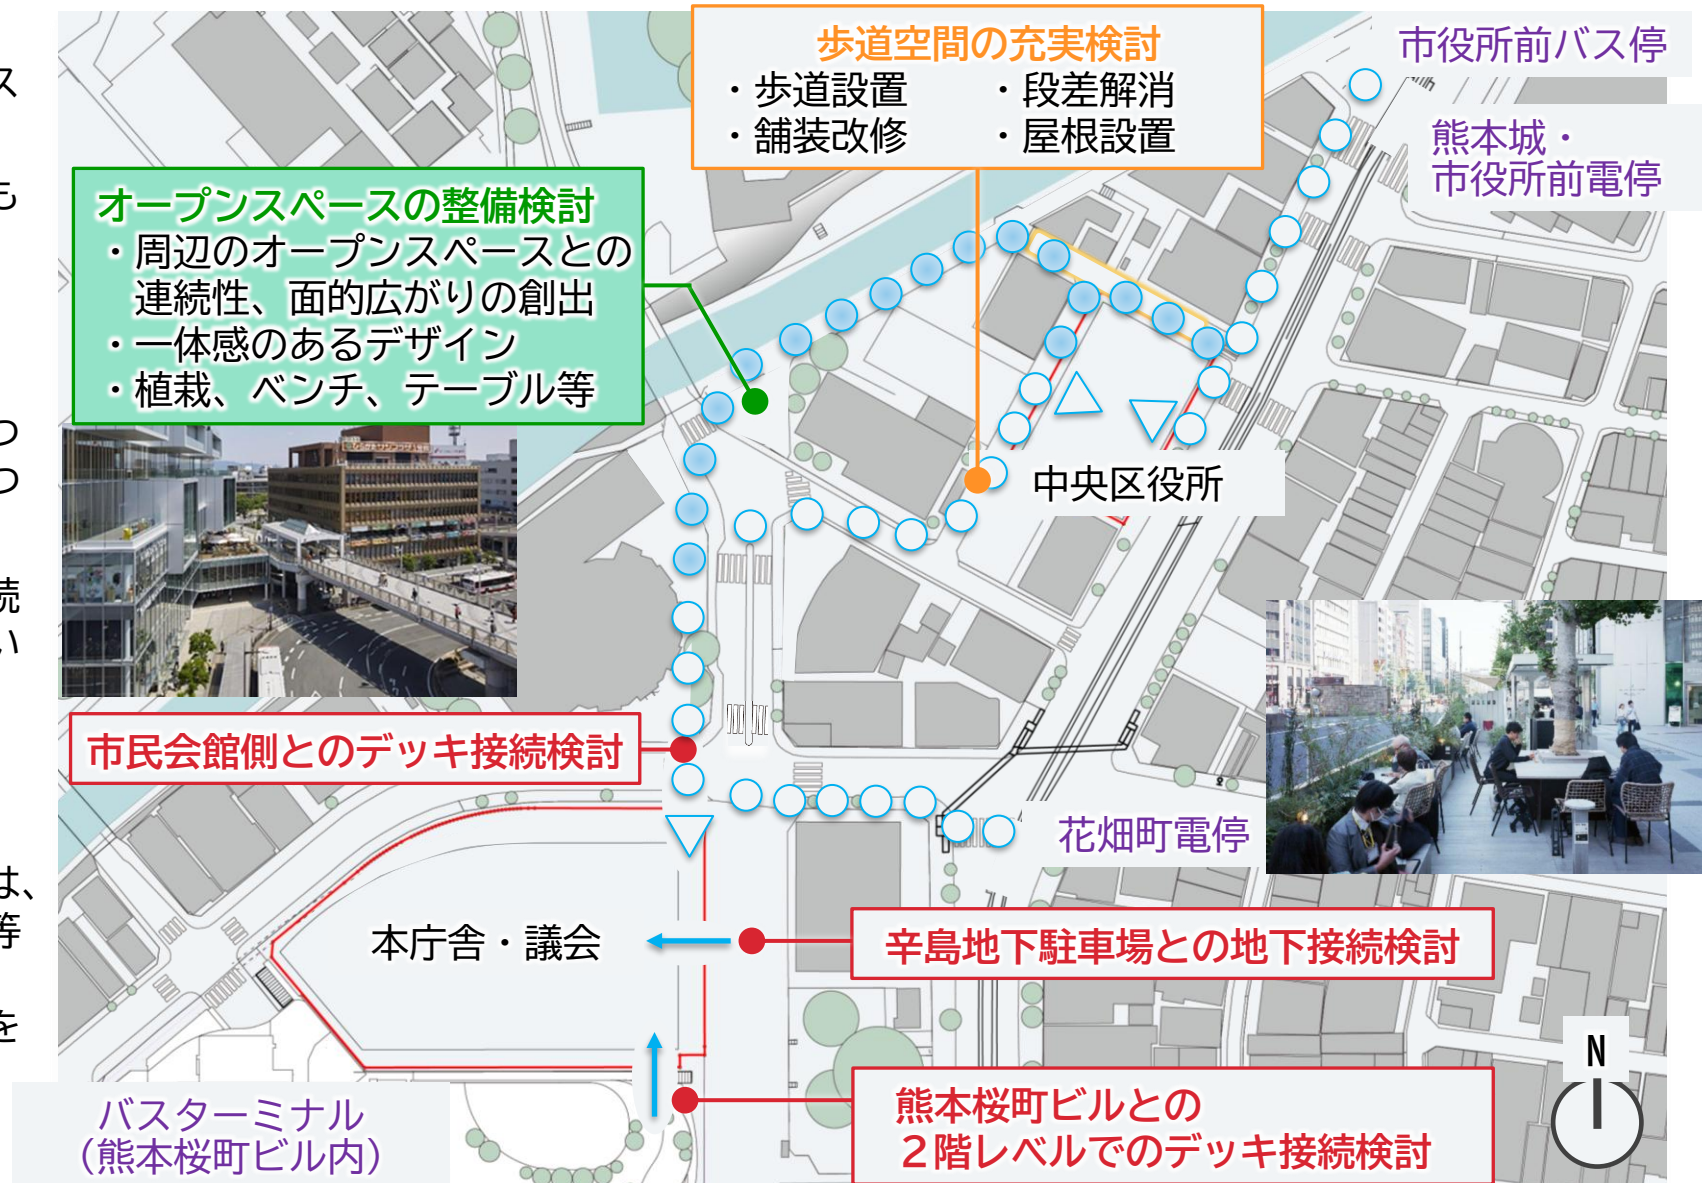 ス
も
つ
つ
続
い
は、
等
を
歩道空間の充実検討
・歩道設置 ・段差解消
・舗装改修 ・屋根設置
市役所前バス停
熊本城・
市役所前電停
オープンスペースの整備検討
・周辺のオープンスペースとの
連続性、面的広がりの創出
・一体感のあるデザイン
・植栽、ベンチ、テーブル等
中央区役所
市民会館側とのデッキ接続検討
花畑町電停
本庁舎・議会
辛島地下駐車場との地下接続検討
熊本桜町ビルとの
２階レベルでのデッキ接続検討
バスターミナル
（熊本桜町ビル内）
N